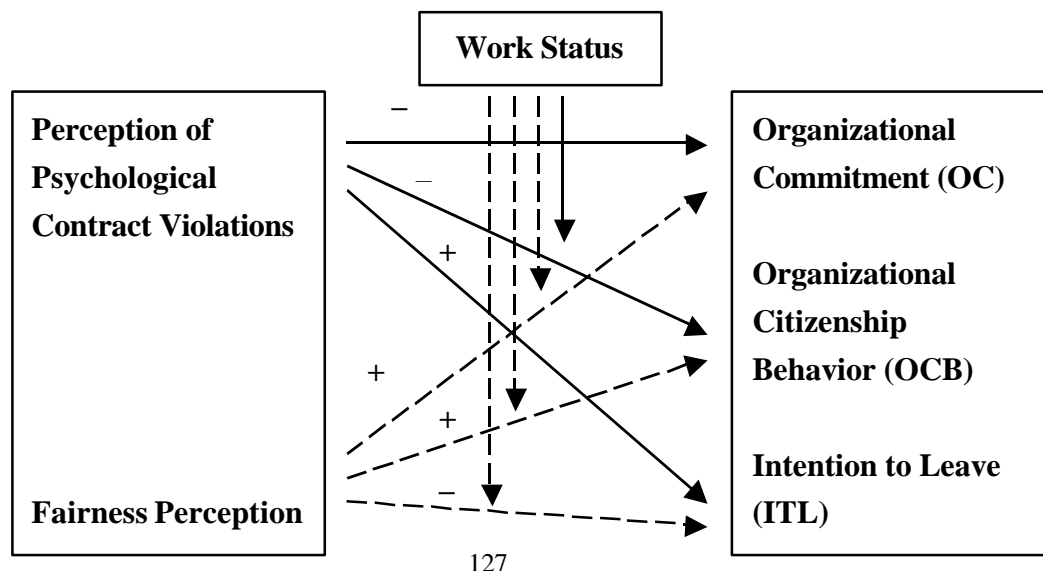 Work Status
Perception of
Psychological
Contract Violations
Fairness Perception
−
−
+
+
+
−
Organizational
Commitment (OC)
Organizational
Citizenship
Behavior (OCB)
Intention to Leave
(ITL)
127